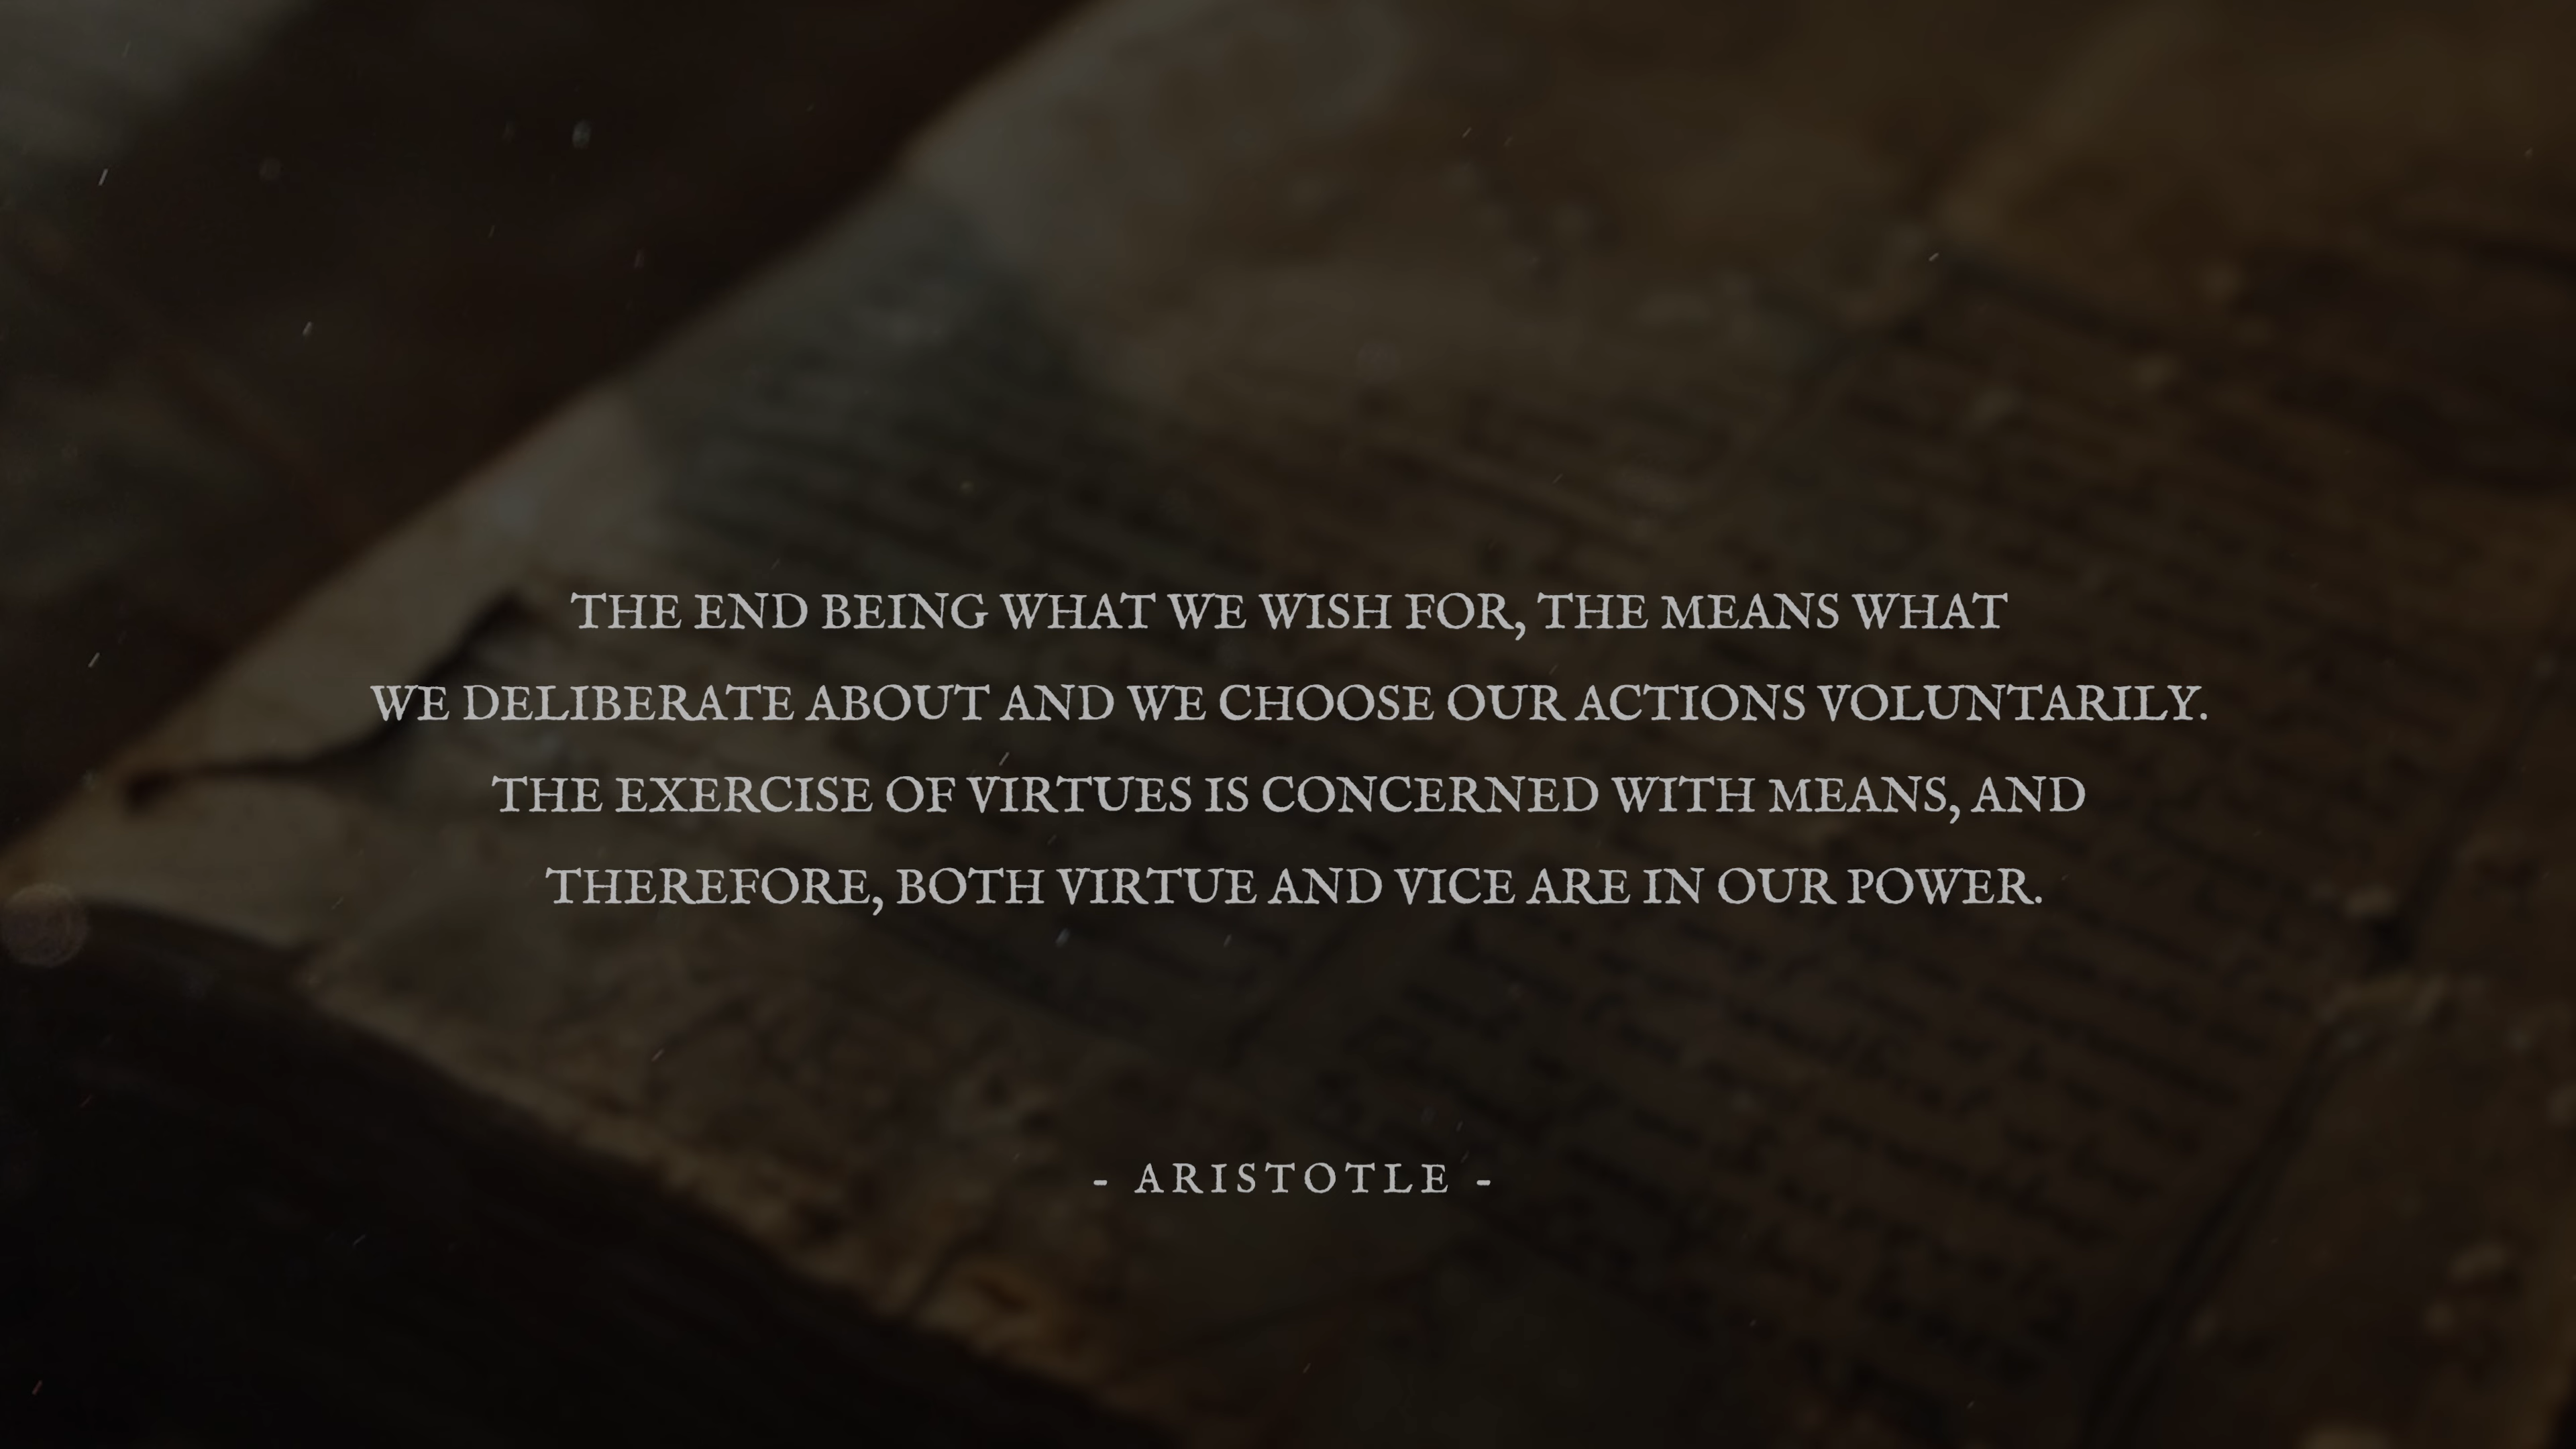 THE END BEING WHAT WE WISH FOR, THE MEANS WHAT
WE DELIBERATE ABOUT AND WE CHOOSE OUR ACTIONS VOLUNTARILY.
THE EXERCISE OF VIRTUES IS CONCERNED WITH MEANS, AND
THEREFORE, BOTH VIRTUE AND VICE ARE IN OUR POWER.
- ARISTOTLE -